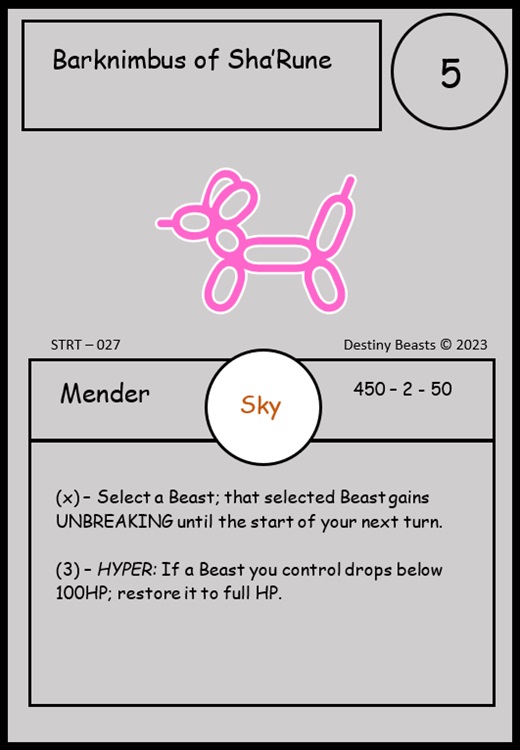 Barknimbus of Sha'Rune
5
STRT – 027
Destiny Beasts © 2023
Mender
Sky
450 – 2 - 50
(x) – Select a Beast; that selected Beast gains
UNBREAKING until the start of your next turn.
(3) – HYPER: If a Beast you control drops below
100HP; restore it to full HP.